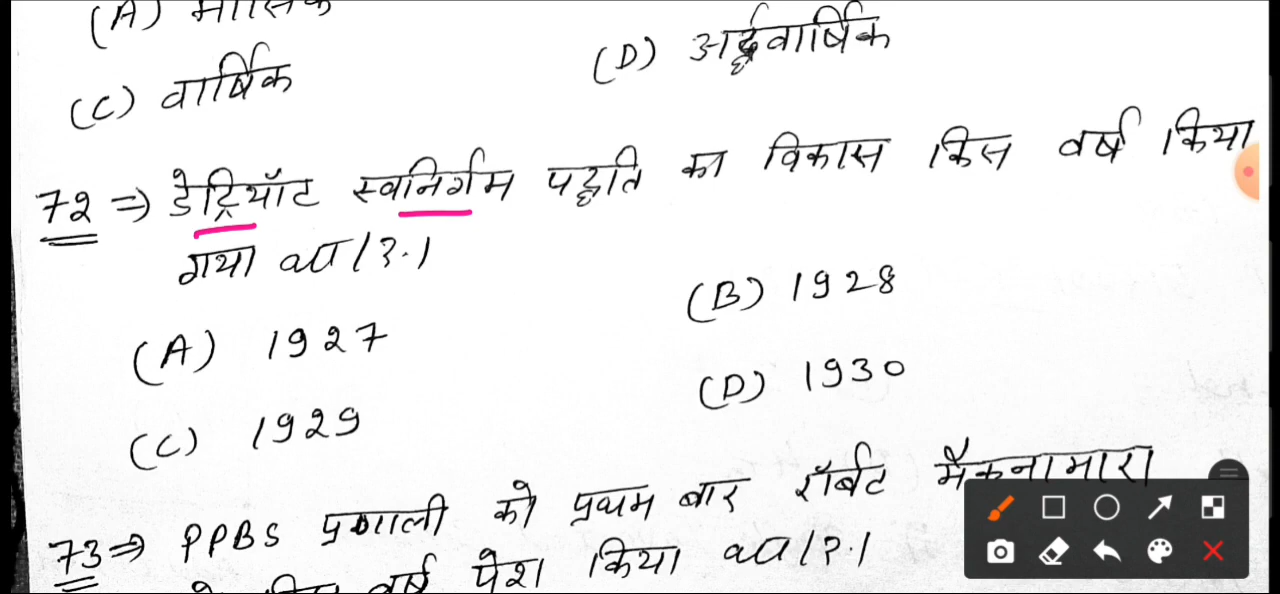 (A) मासिक
(C) वार्षिक
(D) अर्द्धवार्षिक
72 ⇒ डेट्रियॉट स्वनिर्गम पद्धति का विकास किस वर्ष किया
गया था।?.।
(A) 1927
(B) 1928
(C) 1929
(D) 1930
73 ⇒ PPBS प्रणाली को प्रथम बार रॉबर्ट मैकनामारा
किस वर्ष पेश किया था।?.।